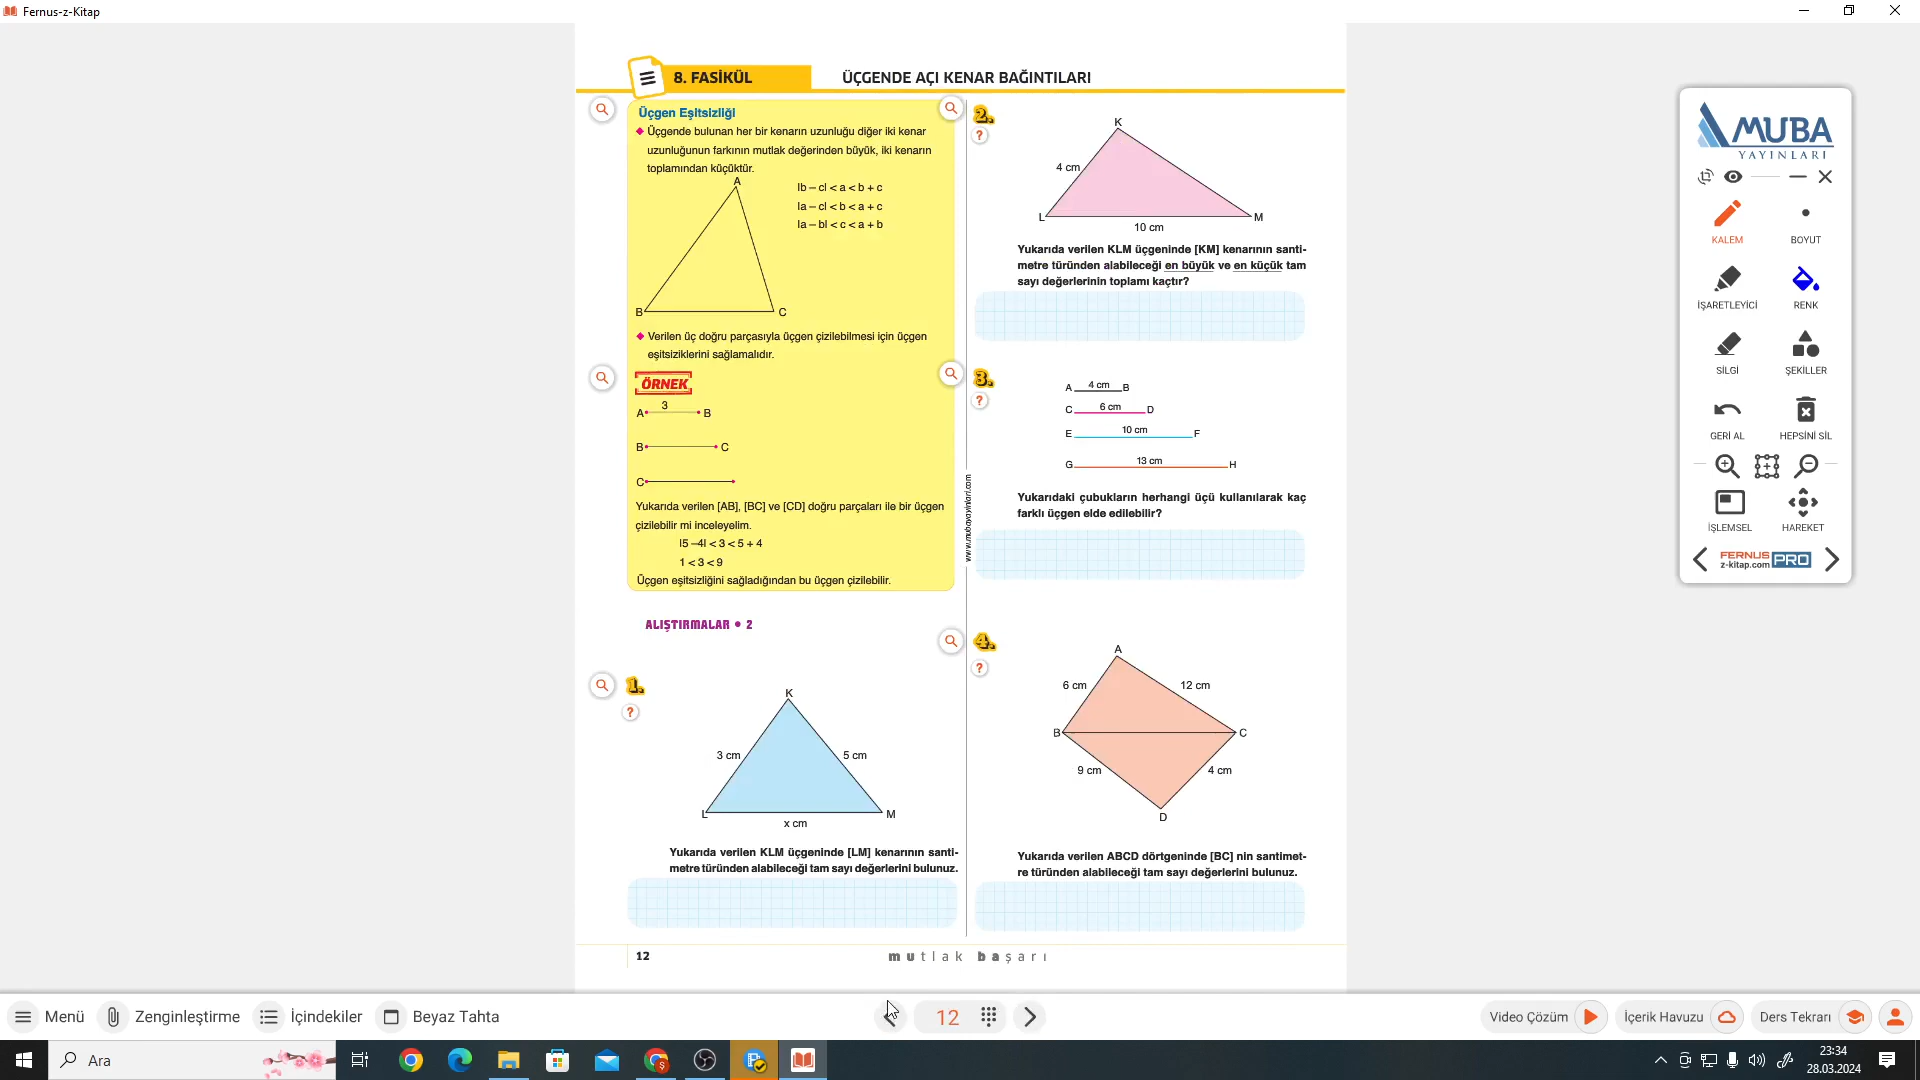 Fernus-z-Kitap
8. FASİKÜL
ÜÇGENDE AÇI KENAR BAĞINTILARI
Üçgen Eşitsizliği
Üçgende bulunan her bir kenarın uzunluğu diğer iki kenar
uzunluğunun farkının mutlak değerinden büyük, iki kenarın
toplamından küçüktür.
A
B
C
|b – c| < a < b + c
|a – c| < b < a + c
|a – b| < c < a + b
Verilen üç doğru parçasıyla üçgen çizilebilmesi için üçgen
eşitsiziklerini sağlamalıdır.
ÖRNEK
A 3 B
B C
C
Yukarıda verilen [AB], [BC] ve [CD] doğru parçaları ile bir üçgen
çizilebilir mi inceleyelim.
|5 –4| < 3 < 5 + 4
1 < 3 < 9
Üçgen eşitsizliğini sağladığından bu üçgen çizilebilir.
ALIŞTIRMALAR • 2
1.
?
K
3 cm
5 cm
L
M
x cm
Yukarıda verilen KLM üçgeninde [LM] kenarının santi-
metre türünden alabileceği tam sayı değerlerini bulunuz.
www.mubayayinlari.com
2.
?
K
4 cm
L
M
10 cm
Yukarıda verilen KLM üçgeninde [KM] kenarının santi-
metre türünden alabileceği en büyük ve en küçük tam
sayı değerlerinin toplamı kaçtır?
3.
?
A 4 cm B
C 6 cm D
E 10 cm F
G 13 cm H
Yukarıdaki çubukların herhangi üçü kullanılarak kaç
farklı üçgen elde edilebilir?
4.
?
A
6 cm
12 cm
B
C
9 cm
4 cm
D
Yukarıda verilen ABCD dörtgeninde [BC] nin santimet-
re türünden alabileceği tam sayı değerlerini bulunuz.
12
mutlak başarı
MUBA
YAYINLARI
KALEM
BOYUT
İŞARETLEYİCİ
RENK
SİLGİ
ŞEKİLLER
GERİ AL
HEPSİNİ SİL
İŞLEMSEL
HAREKET
FERNUS
z-kitap.com
PRO
Menü
Zenginleştirme
İçindekiler
Beyaz Tahta
12
Video Çözüm
İçerik Havuzu
Ders Tekrarı
Ara
23:34
28.03.2024